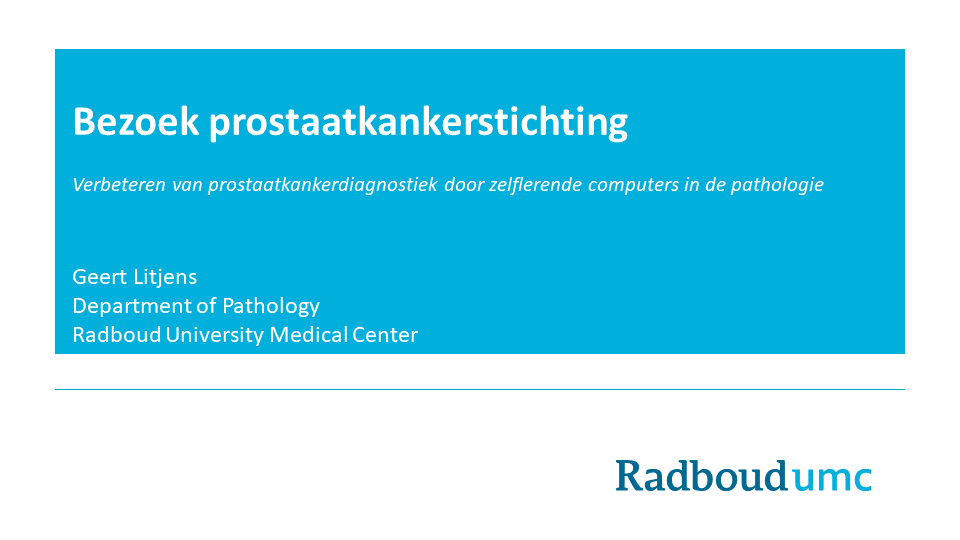 Bezoek prostaatkankerstichting
Verbeteren van prostaatkankerdiagnostiek door zelflerende computers in de pathologie
Geert Litjens
Department of Pathology
Radboud University Medical Center
Radboudumc